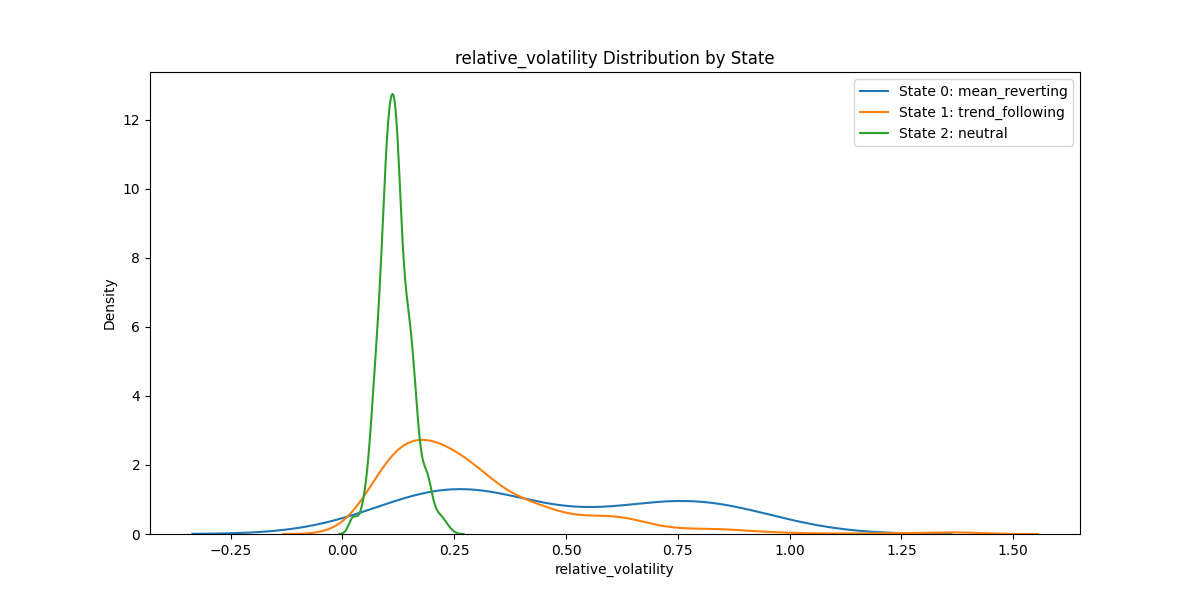 relative_volatility Distribution by State
State 0: mean_reverting
State 1: trend_following
State 2: neutral
Density
12
10
8
6
4
2
0
−0.25
0.00
0.25
0.50
0.75
1.00
1.25
1.50
relative_volatility